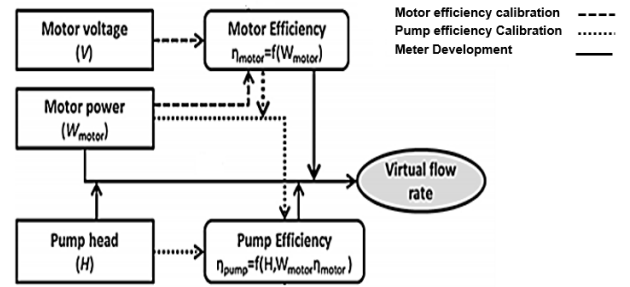 Motor voltage
(V)
Motor Efficiency
ηmotor=f(Wmotor)
Motor efficiency calibration
Pump efficiency Calibration
Meter Development
Motor power
(Wmotor)
Virtual flow
rate
Pump head
(H)
Pump Efficiency
ηpump=f(H,Wmotorηmotor)